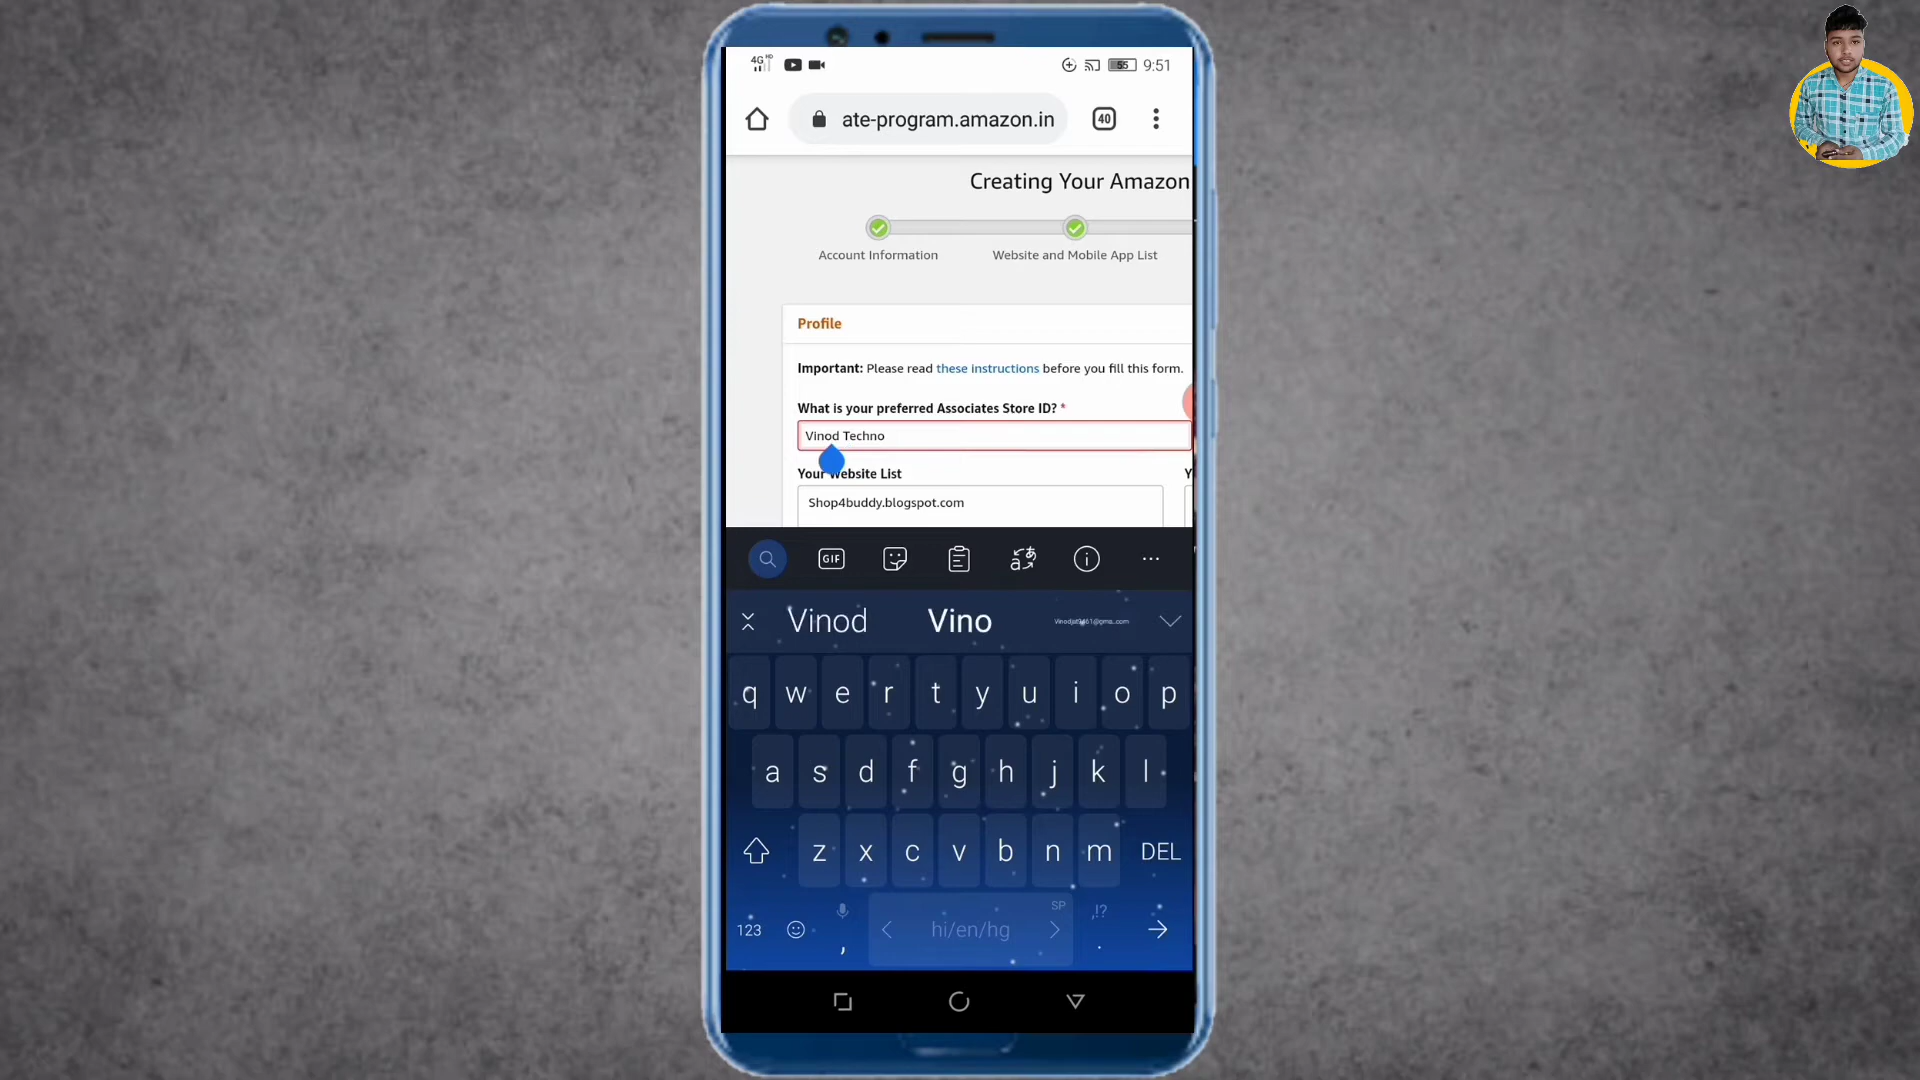 4G HD
55 9:51
ate-program.amazon.in
40
Creating Your Amazon
Account Information
Website and Mobile App List
Profile
Important: Please read these instructions before you fill this form.
What is your preferred Associates Store ID? *
Vinod Techno
Your Website List
Y
Shop4buddy.blogspot.com
GIF
Vinod
Vino
q w e r t y u i o p
a s d f g h j k l
z x c v b n m DEL
SP ,!?
123 , hi/en/hg .